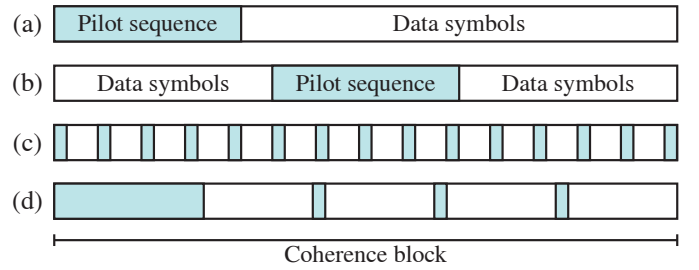 (a) Pilot sequence Data symbols
(b) Data symbols Pilot sequence Data symbols
(c)
(d)
Coherence block